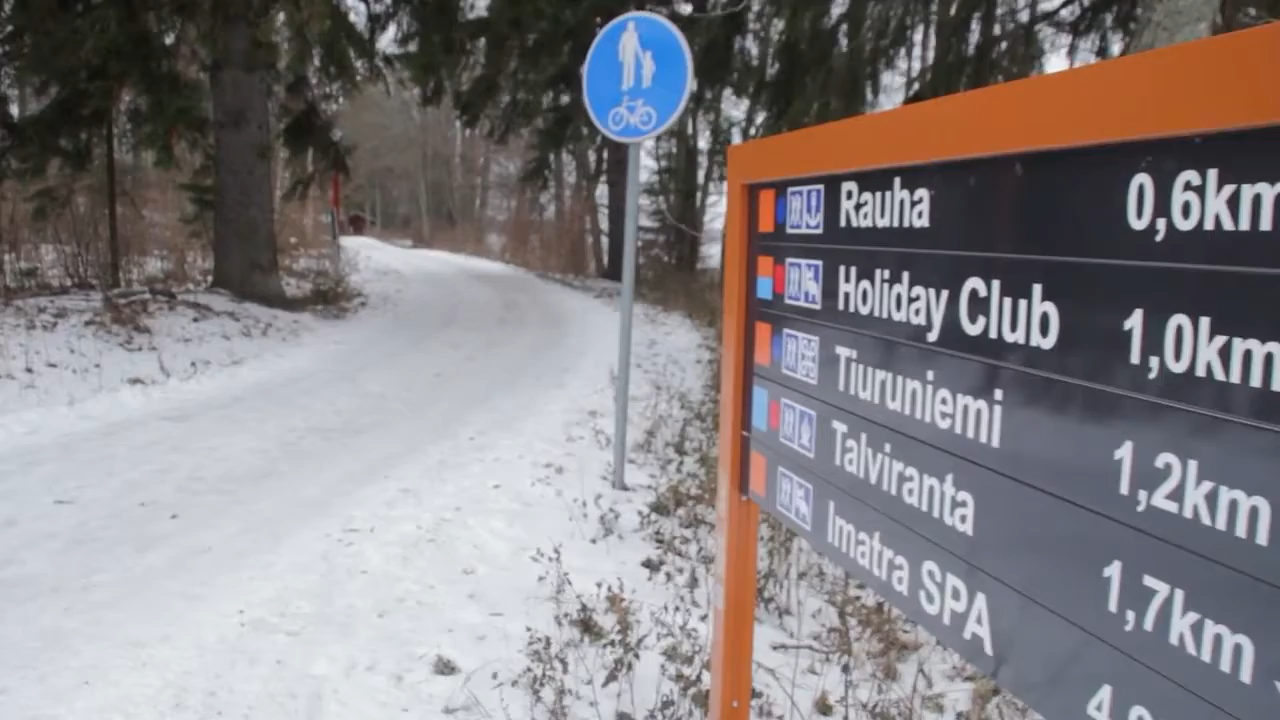 Rauha 0,6km
Holiday Club 1,0km
Tiuruniemi 1,2km
Talviranta 1,7km
Imatra SPA